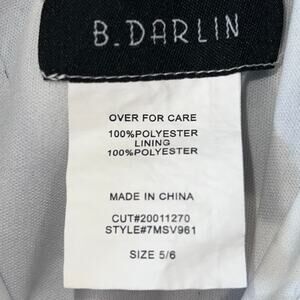 B. DARLIN
OVER FOR CARE
100%POLYESTER
LINING
100%POLYESTER
MADE IN CHINA
CUT#20011270
STYLE#7MSV961
SIZE 5/6